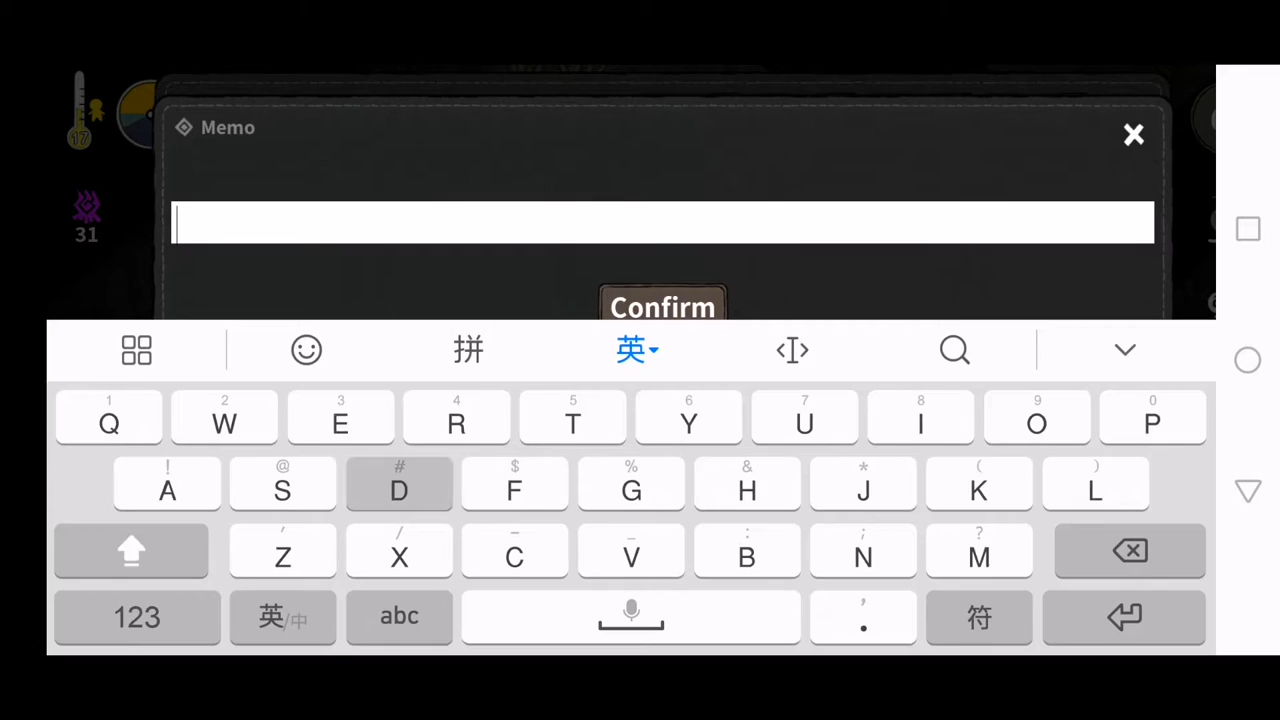 17
31
Memo
Confirm
拼
英
1 2 3 4 5 6 7 8 9 0
Q W E R T Y U I O P
! @ # $ % & * ( )
A S D F G H J K L
' / - _ : ; ?
Z X C V B N M
123 英/中 abc , . 符